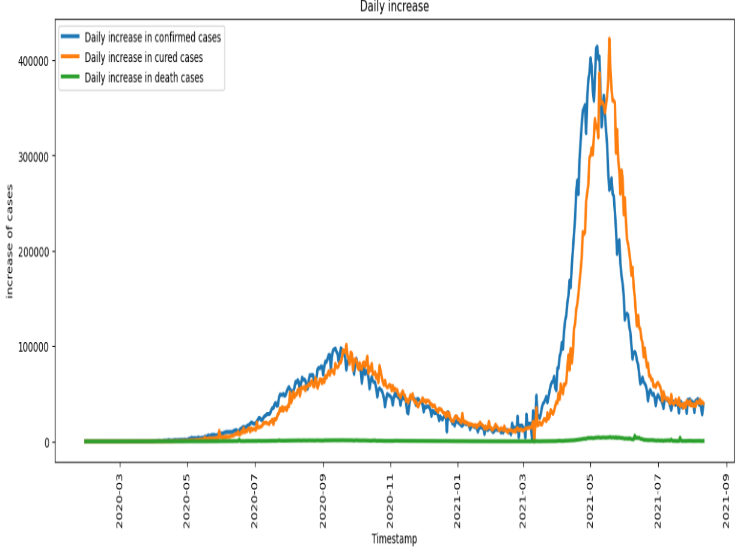 Daily increase
Daily increase in confirmed cases
Daily increase in cured cases
Daily increase in death cases
increase of cases
400000
300000
200000
100000
0
2020-03
2020-05
2020-07
2020-09
2020-11
2021-01
2021-03
2021-05
2021-07
2021-09
Timestamp